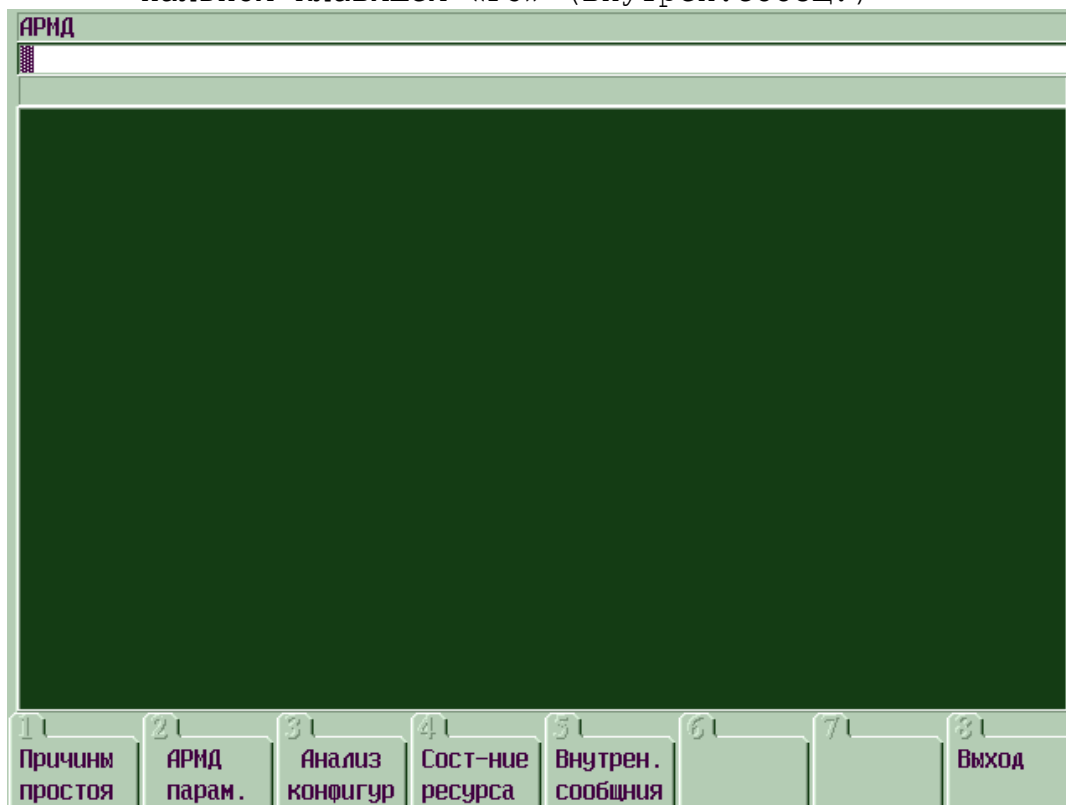 АРМД
1 2 3 4 5 6 7 8
Причины АРМД Анализ Сост-ние Внутрен. Выход
простоя парам. конфигур ресурса сообщния